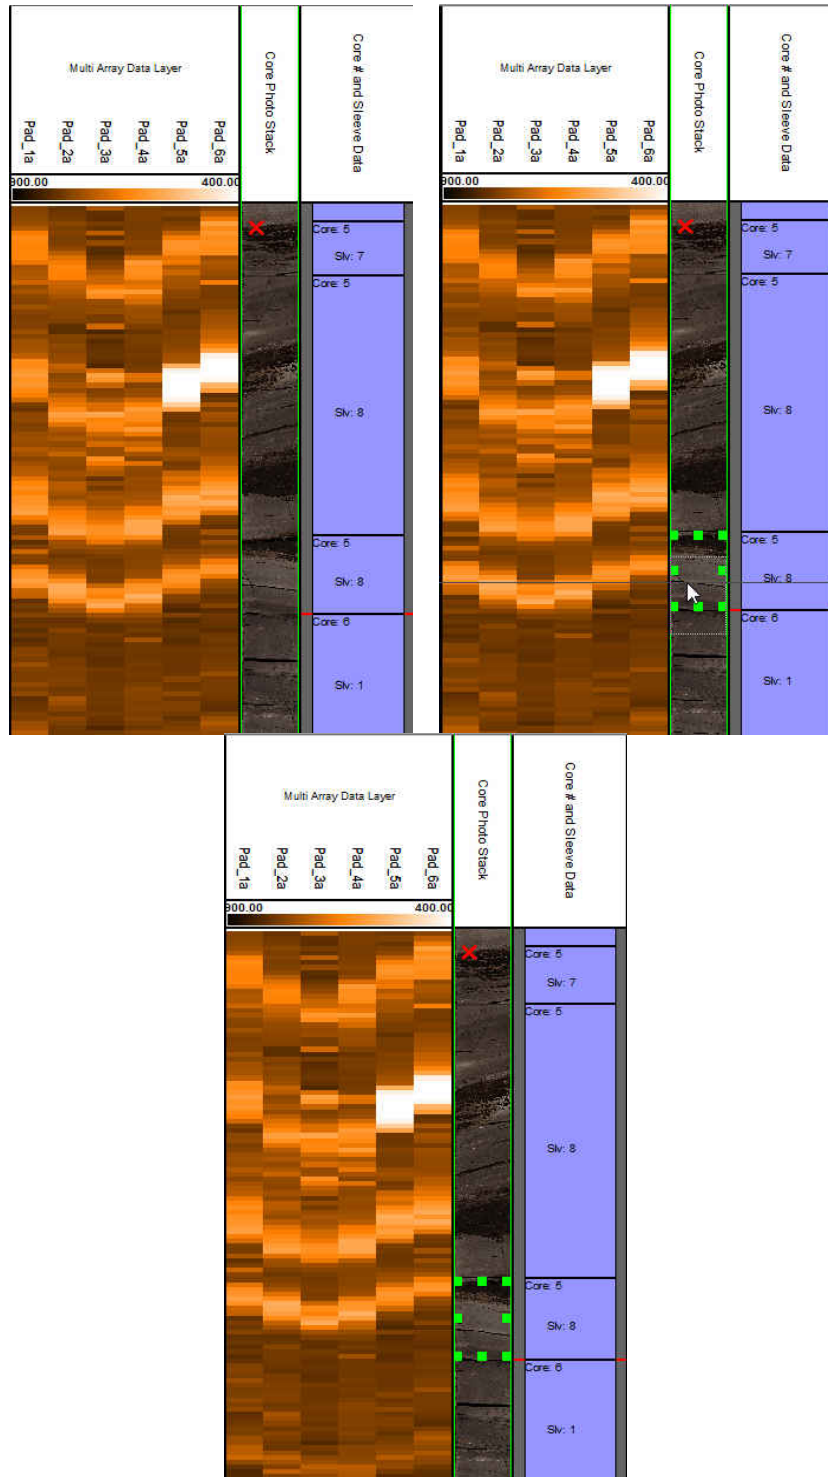 Multi Array Data Layer
Pad_1a
Pad_2a
Pad_3a
Pad_4a
Pad_5a
Pad_6a
900.00 400.00
Core Photo Stack
Core # and Sleeve Data
Core: 5
Slv: 7
Core: 5
Slv: 8
Core: 5
Slv: 8
Core: 6
Slv: 1
Multi Array Data Layer
Pad_1a
Pad_2a
Pad_3a
Pad_4a
Pad_5a
Pad_6a
900.00 400.00
Core Photo Stack
Core # and Sleeve Data
Core: 5
Slv: 7
Core: 5
Slv: 8
Core: 5
Slv: 8
Core: 6
Slv: 1
Multi Array Data Layer
Pad_1a
Pad_2a
Pad_3a
Pad_4a
Pad_5a
Pad_6a
900.00 400.00
Core Photo Stack
Core # and Sleeve Data
Core: 5
Slv: 7
Core: 5
Slv: 8
Core: 5
Slv: 8
Core: 6
Slv: 1